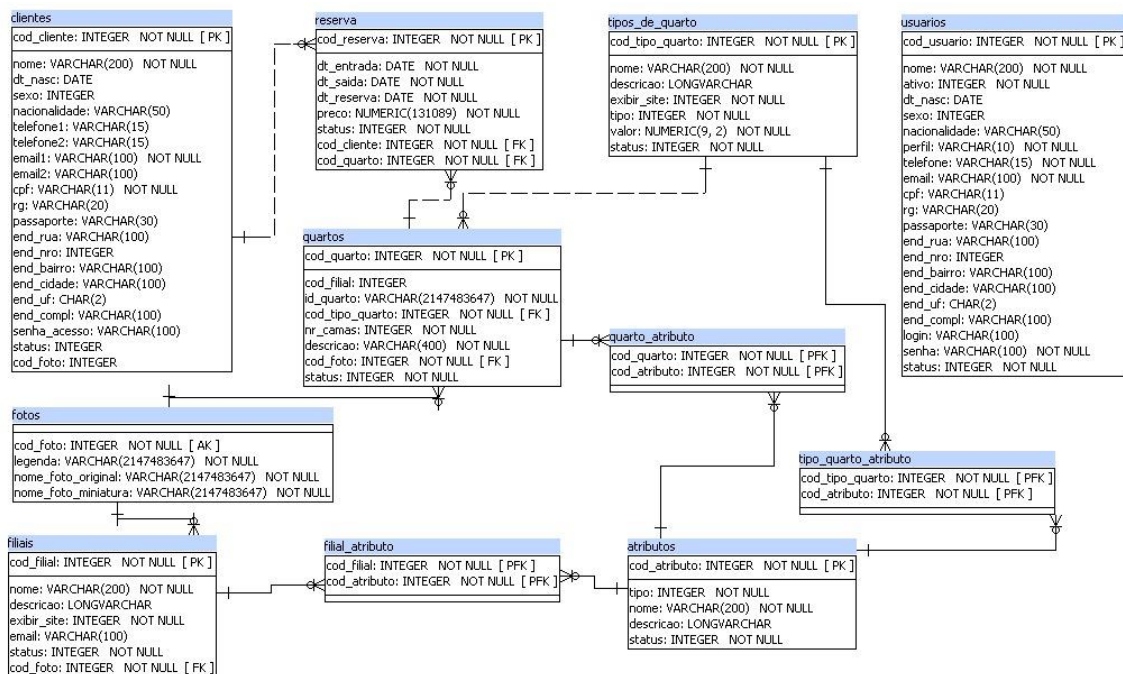 clientes
cod_cliente: INTEGER NOT NULL [ PK ]
nome: VARCHAR(200) NOT NULL
dt_nasc: DATE
sexo: INTEGER
nacionalidade: VARCHAR(50)
telefone1: VARCHAR(15)
telefone2: VARCHAR(15)
email1: VARCHAR(100) NOT NULL
email2: VARCHAR(100)
cpf: VARCHAR(11) NOT NULL
rg: VARCHAR(20)
passaporte: VARCHAR(30)
end_rua: VARCHAR(100)
end_nro: INTEGER
end_bairro: VARCHAR(100)
end_cidade: VARCHAR(100)
end_uf: CHAR(2)
end_compl: VARCHAR(100)
senha_acesso: VARCHAR(100)
status: INTEGER
cod_foto: INTEGER
reserva
cod_reserva: INTEGER NOT NULL [ PK ]
dt_entrada: DATE NOT NULL
dt_saida: DATE NOT NULL
dt_reserva: DATE NOT NULL
preco: NUMERIC(131089) NOT NULL
status: INTEGER NOT NULL
cod_cliente: INTEGER NOT NULL [ FK ]
cod_quarto: INTEGER NOT NULL [ FK ]
tipos_de_quarto
cod_tipo_quarto: INTEGER NOT NULL [ PK ]
nome: VARCHAR(200) NOT NULL
descricao: LONGVARCHAR
exibir_site: INTEGER NOT NULL
tipo: INTEGER NOT NULL
valor: NUMERIC(9, 2) NOT NULL
status: INTEGER NOT NULL
usuarios
cod_usuario: INTEGER NOT NULL [ PK ]
nome: VARCHAR(200) NOT NULL
ativo: INTEGER NOT NULL
dt_nasc: DATE
sexo: INTEGER
nacionalidade: VARCHAR(50)
perfil: VARCHAR(10) NOT NULL
telefone: VARCHAR(15) NOT NULL
email: VARCHAR(100) NOT NULL
cpf: VARCHAR(11)
rg: VARCHAR(20)
passaporte: VARCHAR(30)
end_rua: VARCHAR(100)
end_nro: INTEGER
end_bairro: VARCHAR(100)
end_cidade: VARCHAR(100)
end_uf: CHAR(2)
end_compl: VARCHAR(100)
login: VARCHAR(100)
senha: VARCHAR(100) NOT NULL
status: INTEGER NOT NULL
quartos
cod_quarto: INTEGER NOT NULL [ PK ]
cod_filial: INTEGER
id_quarto: VARCHAR(2147483647) NOT NULL
cod_tipo_quarto: INTEGER NOT NULL [ FK ]
nr_camas: INTEGER NOT NULL
descricao: VARCHAR(400) NOT NULL
cod_foto: INTEGER NOT NULL [ FK ]
status: INTEGER NOT NULL
quarto_atributo
cod_quarto: INTEGER NOT NULL [ PFK ]
cod_atributo: INTEGER NOT NULL [ PFK ]
fotos
cod_foto: INTEGER NOT NULL [ AK ]
legenda: VARCHAR(2147483647) NOT NULL
nome_foto_original: VARCHAR(2147483647) NOT NULL
nome_foto_miniatura: VARCHAR(2147483647) NOT NULL
tipo_quarto_atributo
cod_tipo_quarto: INTEGER NOT NULL [ PFK ]
cod_atributo: INTEGER NOT NULL [ PFK ]
filiais
cod_filial: INTEGER NOT NULL [ PK ]
nome: VARCHAR(200) NOT NULL
descricao: LONGVARCHAR
exibir_site: INTEGER NOT NULL
email: VARCHAR(100)
status: INTEGER NOT NULL
cod_foto: INTEGER NOT NULL [ FK ]
filial_atributo
cod_filial: INTEGER NOT NULL [ PFK ]
cod_atributo: INTEGER NOT NULL [ PFK ]
atributos
cod_atributo: INTEGER NOT NULL [ PK ]
tipo: INTEGER NOT NULL
nome: VARCHAR(200) NOT NULL
descricao: LONGVARCHAR
status: INTEGER NOT NULL